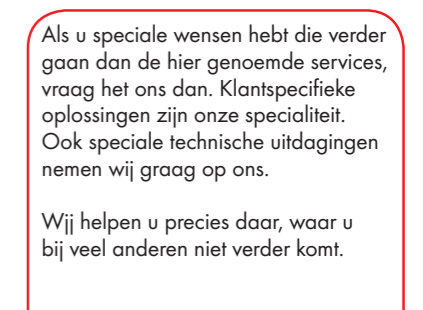 Als u speciale wensen hebt die verder
gaan dan de hier genoemde services,
vraag het ons dan. Klantspecifieke
oplossingen zijn onze specialiteit.
Ook speciale technische uitdagingen
nemen wij graag op ons.

Wjj helpen u precies daar, waar u
bij veel anderen niet verder komt.